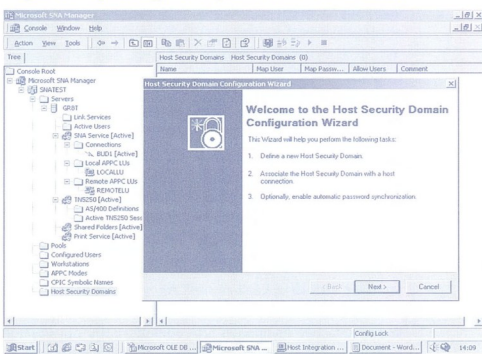 Microsoft SNA Manager
Console Window Help
Action View Tools
Tree
Host Security Domains Host Security Domains (0)
Name Map User Map Passw... Allow Users Comment
Console Root
Microsoft SNA Manager
SNATEST
Servers
GRBT
Link Services
Active Users
SNA Service [Active]
Connections
BUD1 [Active]
Local APPC LUs
LOCALLU
Remote APPC LUs
REMOTELU
TN5250 [Active]
AS/400 Definitions
Active TN5250 Sess
Shared Folders [Active]
Print Service [Active]
Pools
Configured Users
Workstations
APPC Modes
CPIC Symbolic Names
Host Security Domains
Host Security Domain Configuration Wizard
Welcome to the Host Security Domain
Configuration Wizard
This Wizard will help you perform the following tasks:
1. Define a new Host Security Domain.
2. Associate the Host Security Domain with a host
connection.
3. Optionally, enable automatic password synchronization.
< Back Next > Cancel
Config Lock
Start Microsoft OLE DB ... Microsoft SNA ... Host Integration ... Document - Word... 14:09